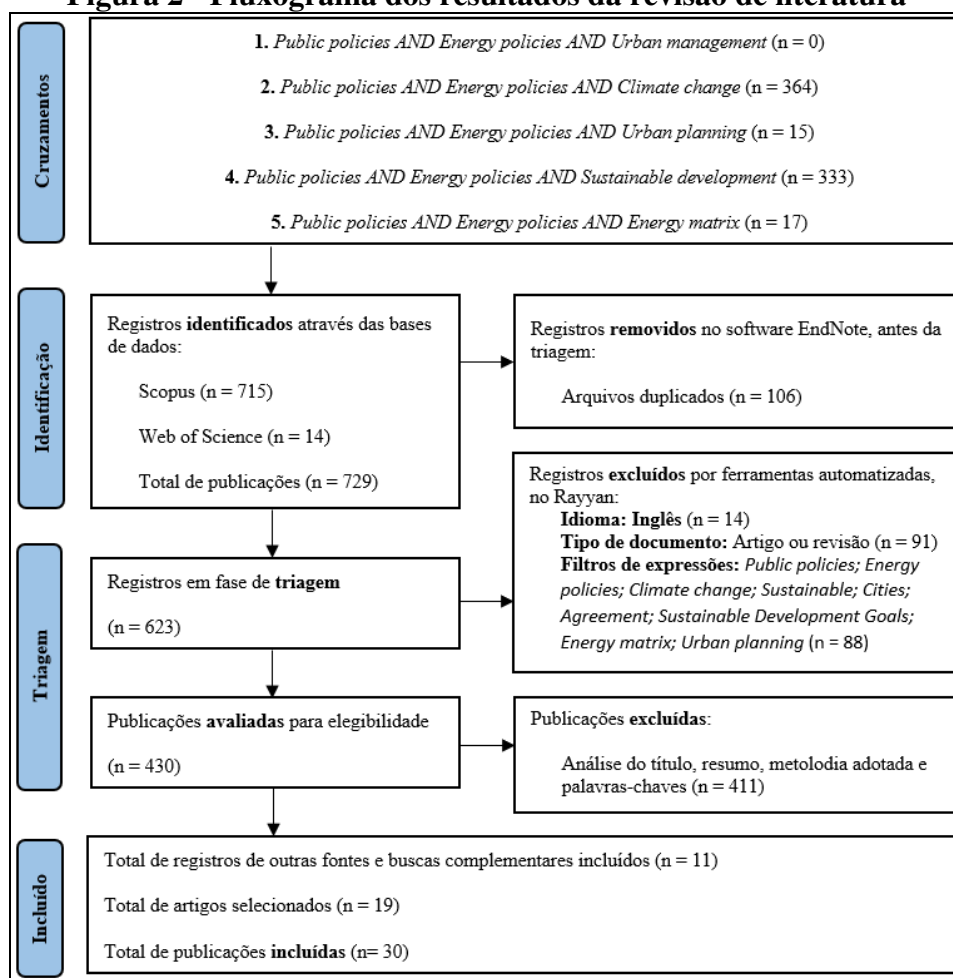 Figura 2 - Fluxograma dos resultados da revisão de literatura
Cruzamentos
1. Public policies AND Energy policies AND Urban management (n = 0)
2. Public policies AND Energy policies AND Climate change (n = 364)
3. Public policies AND Energy policies AND Urban planning (n = 15)
4. Public policies AND Energy policies AND Sustainable development (n = 333)
5. Public policies AND Energy policies AND Energy matrix (n = 17)
Identificação
Registros identificados através das bases
de dados:
Scopus (n = 715)
Web of Science (n = 14)
Total de publicações (n = 729)
Registros removidos no software EndNote, antes da
triagem:
Arquivos duplicados (n = 106)
Triagem
Registros em fase de triagem
(n = 623)
Registros excluídos por ferramentas automatizadas,
no Rayyan:
Idioma: Inglês (n = 14)
Tipo de documento: Artigo ou revisão (n = 91)
Filtros de expressões: Public policies; Energy
policies; Climate change; Sustainable; Cities;
Agreement; Sustainable Development Goals;
Energy matrix; Urban planning (n = 88)
Publicações avaliadas para elegibilidade
(n = 430)
Publicações excluídas:
Análise do título, resumo, metolodia adotada e
palavras-chaves (n = 411)
Incluído
Total de registros de outras fontes e buscas complementares incluídos (n = 11)
Total de artigos selecionados (n = 19)
Total de publicações incluídas (n= 30)